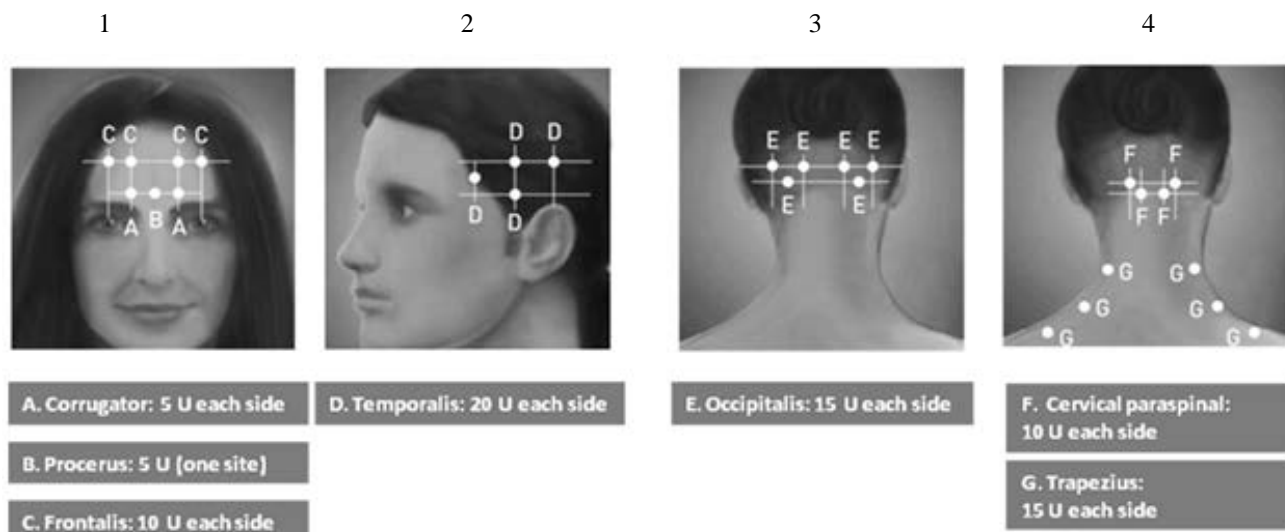 1 2 3 4
C C C C
A B A
D D
D D
E E E E
E E
F F
F F
G G
G G
G G
A. Corrugator: 5 U each side
B. Procerus: 5 U (one site)
C. Frontalis: 10 U each side
D. Temporalis: 20 U each side
E. Occipitalis: 15 U each side
F. Cervical paraspinal:
10 U each side
G. Trapezius:
15 U each side